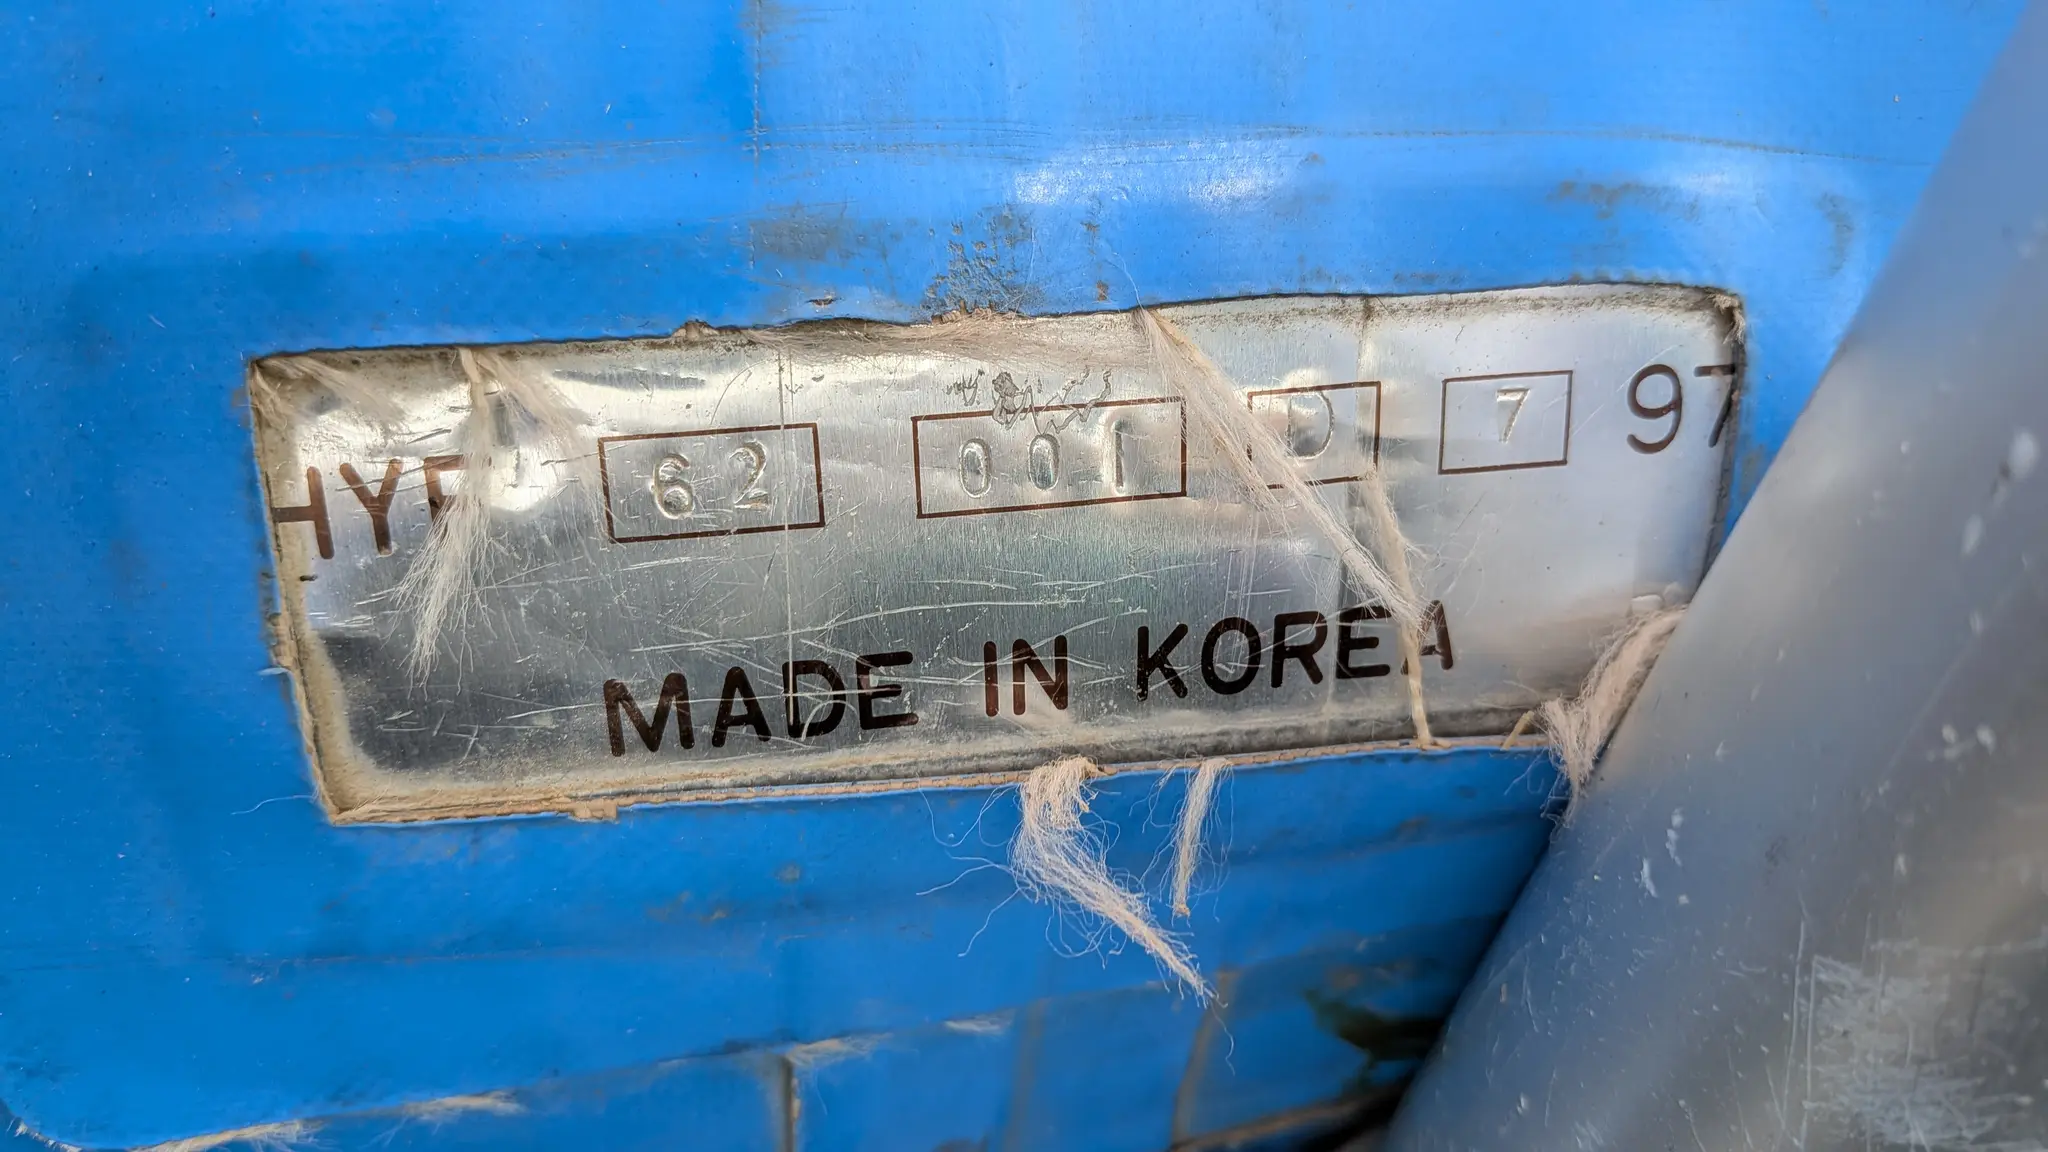 HYF 62 001 D 7 97
MADE IN KOREA